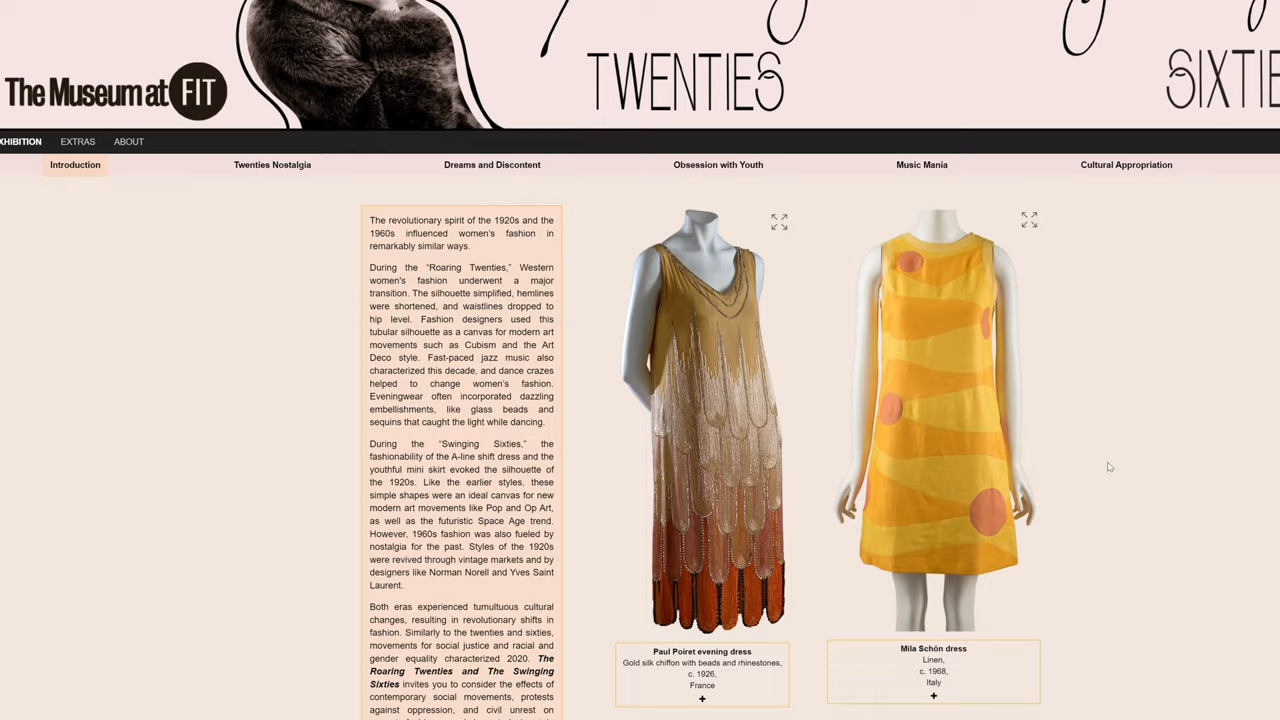 TWENTIES
SIXTIE
The Museum at FIT
XHIBITION EXTRAS ABOUT
Introduction Twenties Nostalgia Dreams and Discontent Obsession with Youth Music Mania Cultural Appropriation
The revolutionary spirit of the 1920s and the
1960s influenced women's fashion in
remarkably similar ways.
During the “Roaring Twenties,” Western
women's fashion underwent a major
transition. The silhouette simplified, hemlines
were shortened, and waistlines dropped to
hip level. Fashion designers used this
tubular silhouette as a canvas for modern art
movements such as Cubism and the Art
Deco style. Fast-paced jazz music also
characterized this decade, and dance crazes
helped to change women's fashion.
Eveningwear often incorporated dazzling
embellishments, like glass beads and
sequins that caught the light while dancing.
During the “Swinging Sixties,” the
fashionability of the A-line shift dress and the
youthful mini skirt evoked the silhouette of
the 1920s. Like the earlier styles, these
simple shapes were an ideal canvas for new
modern art movements like Pop and Op Art,
as well as the futuristic Space Age trend.
However, 1960s fashion was also fueled by
nostalgia for the past. Styles of the 1920s
were revived through vintage markets and by
designers like Norman Norell and Yves Saint
Laurent.
Both eras experienced tumultuous cultural
changes, resulting in revolutionary shifts in
fashion. Similarly to the twenties and sixties,
movements for social justice and racial and
gender equality characterized 2020. The
Roaring Twenties and The Swinging
Sixties invites you to consider the effects of
contemporary social movements, protests
against oppression, and civil unrest on
Paul Poiret evening dress
Gold silk chiffon with beads and rhinestones,
c. 1926,
France
+
Mila Schön dress
Linen,
c. 1968,
Italy
+